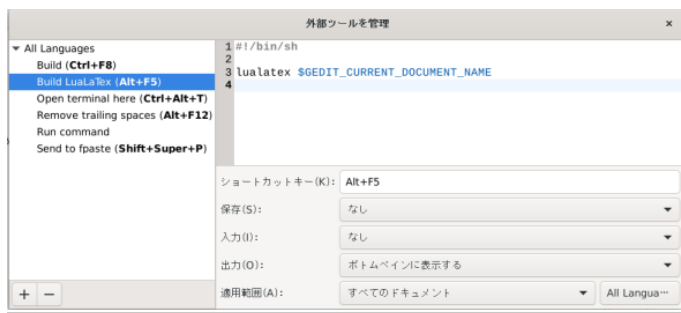 外部ツールを管理
×
All Languages
Build (Ctrl+F8)
Build LuaLaTex (Alt+F5)
Open terminal here (Ctrl+Alt+T)
Remove trailing spaces (Alt+F12)
Run command
Send to fpaste (Shift+Super+P)
1 #!/bin/sh
2
3 lualatex $GEDIT_CURRENT_DOCUMENT_NAME
4
ショートカットキー(K): Alt+F5
保存(S): なし
入力(I): なし
出力(O): ボトムペインに表示する
適用範囲(A): すべてのドキュメント All Langua…
+ −